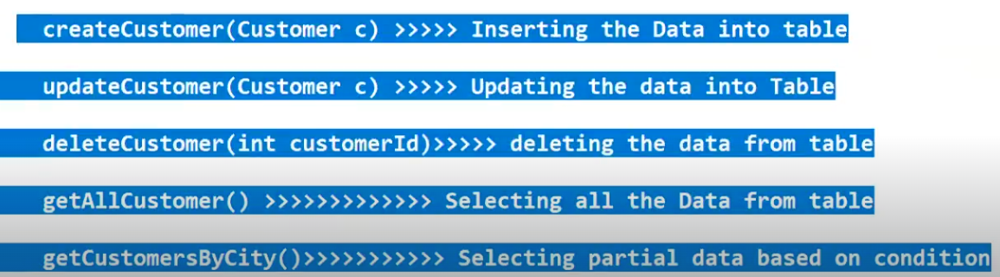 createCustomer(Customer c) >>>>> Inserting the Data into table
updateCustomer(Customer c) >>>>> Updating the data into Table
deleteCustomer(int customerId)>>>>> deleting the data from table
getAllCustomer() >>>>>>>>>>>>> Selecting all the Data from table
getCustomersByCity()>>>>>>>>>>> Selecting partial data based on condition